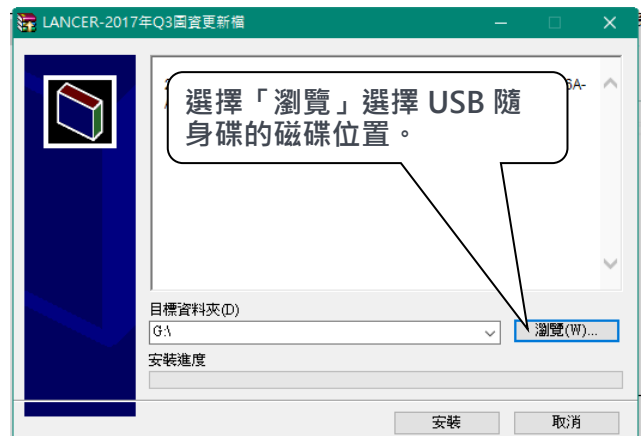 LANCER-2017年Q3圖資更新檔
6A-
選擇「瀏覽」選擇 USB 隨
身碟的磁碟位置。
目標資料夾(D)
G:\
瀏覽(W)...
安裝進度
安裝
取消